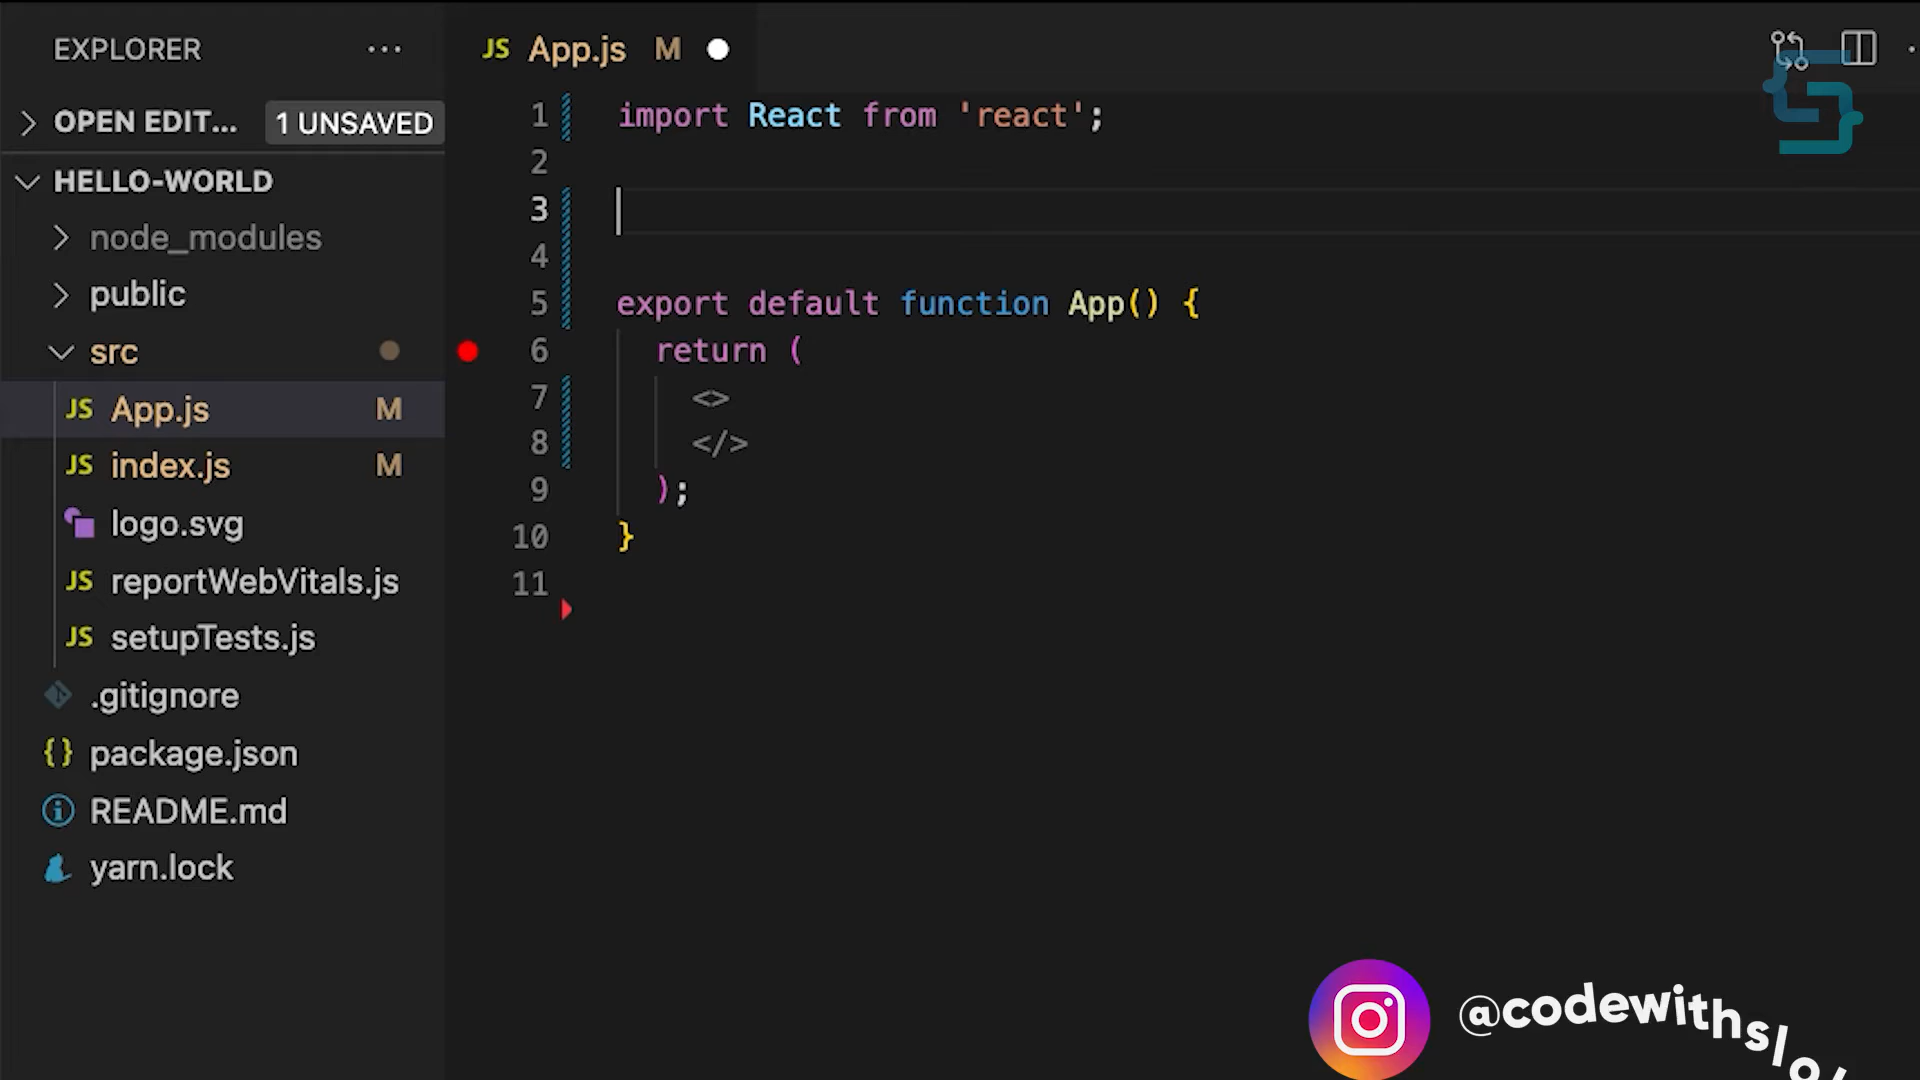 EXPLORER ...
OPEN EDIT... 1 UNSAVED
HELLO-WORLD
node_modules
public
src
JS App.js M
JS index.js M
logo.svg
JS reportWebVitals.js
JS setupTests.js
.gitignore
{} package.json
README.md
yarn.lock
JS App.js M
1 import React from 'react';
2
3
4
5 export default function App() {
6 return (
7 <>
8 </>
9 );
10 }
11